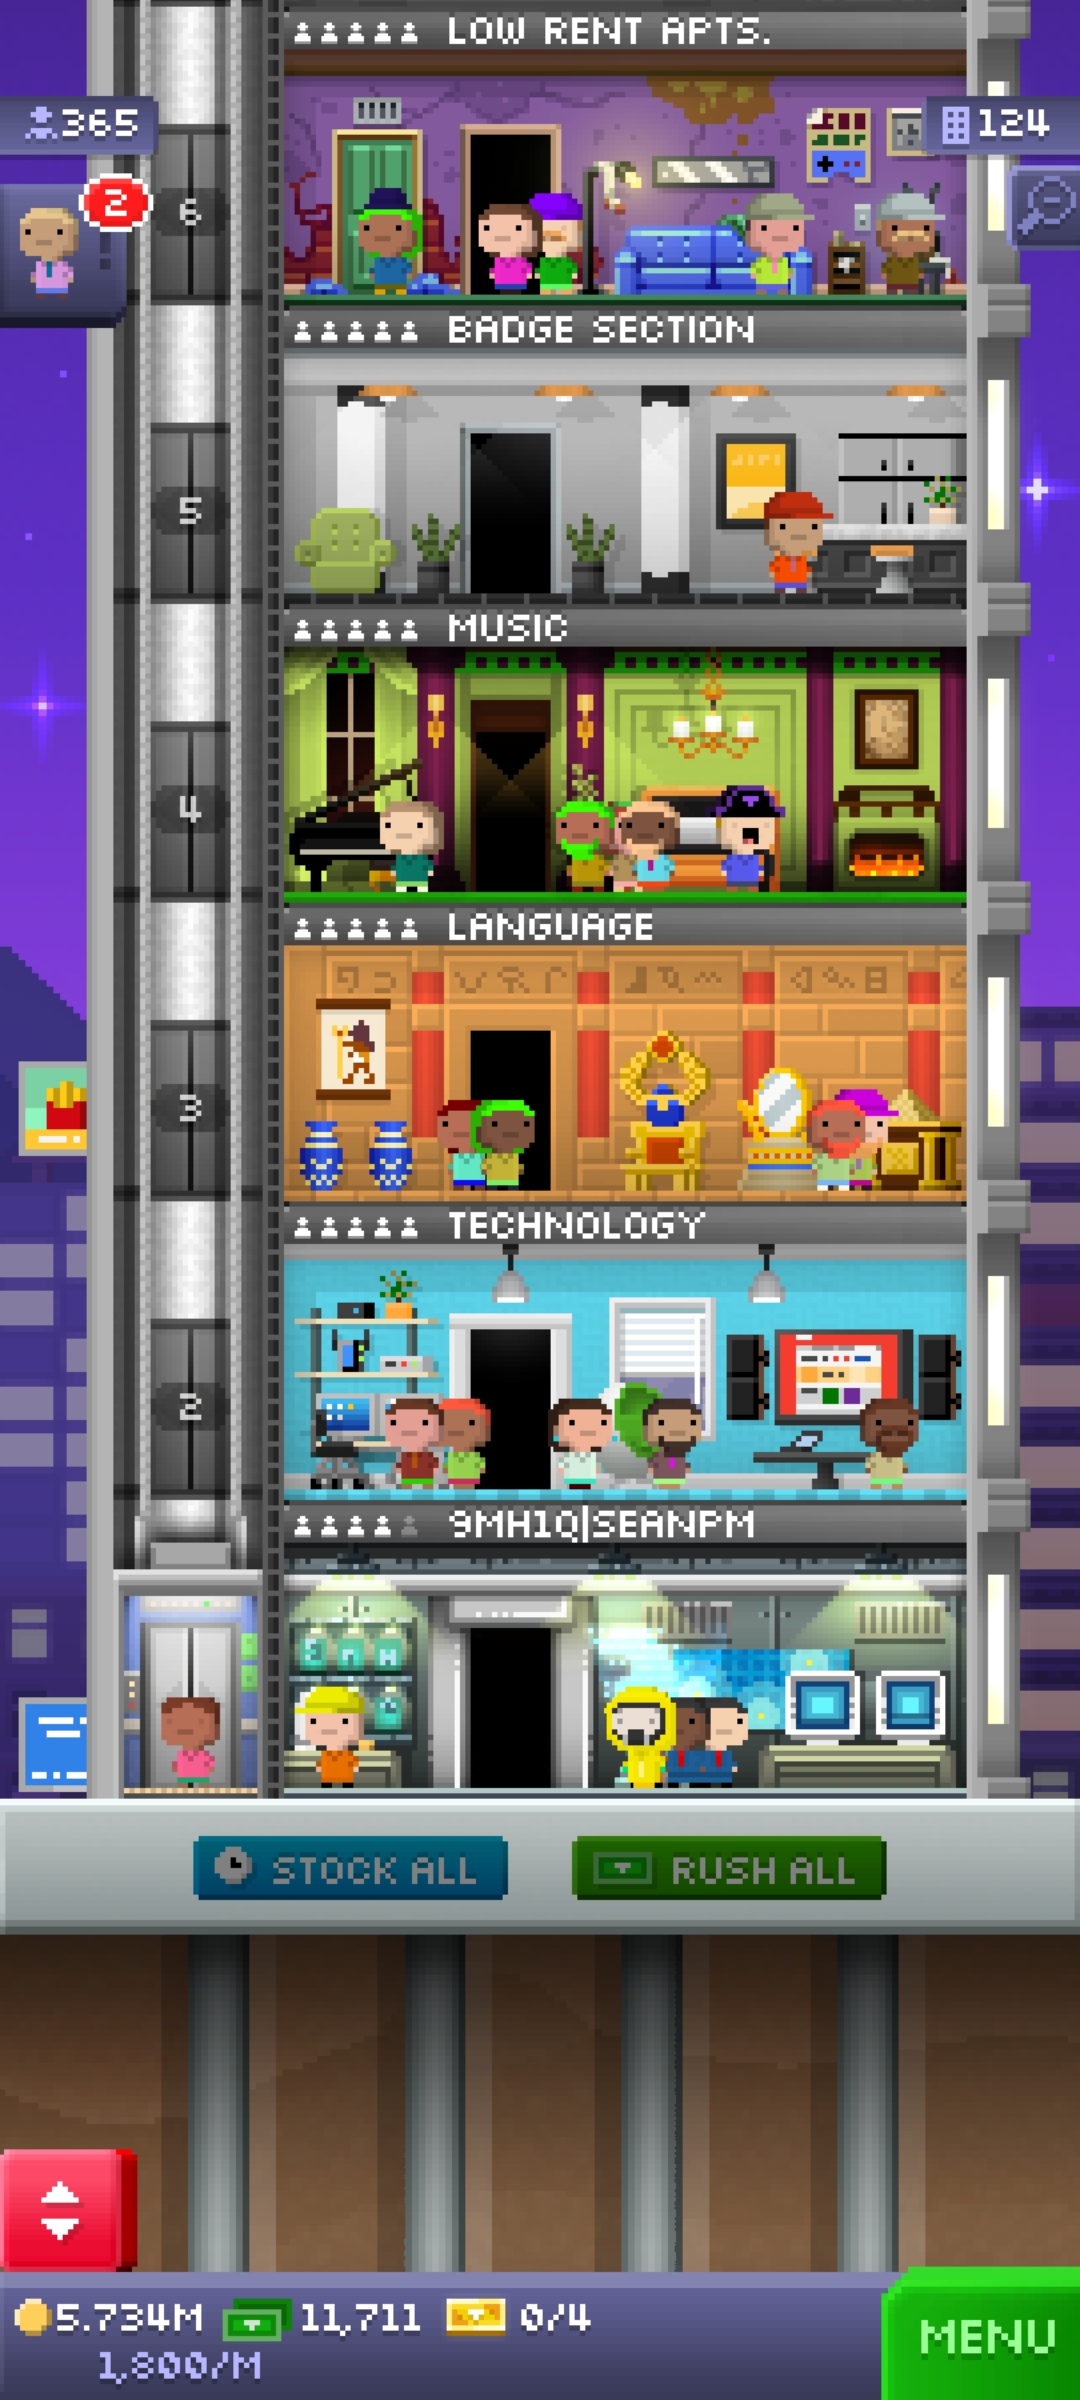 LOW RENT APTS.
365
124
2
6
BADGE SECTION
5
MUSIC
4
LANGUAGE
3
TECHNOLOGY
2
9MH1Q|SEANPM
STOCK ALL
RUSH ALL
5.734M
11,711
0/4
1,800/M
MENU